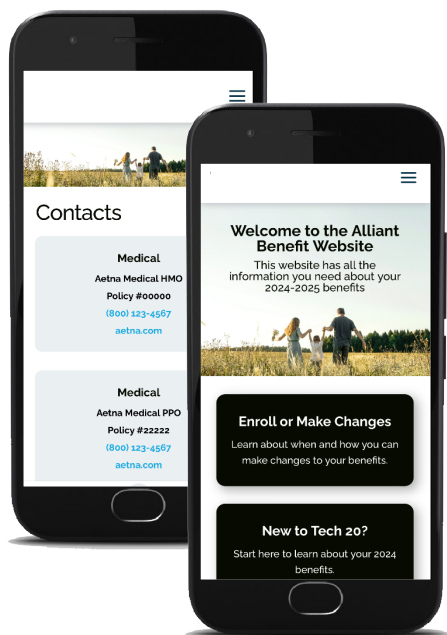 Contacts
Medical
Aetna Medical HMO
Policy #00000
(800) 123-4567
aetna.com
Medical
Aetna Medical PPO
Policy #22222
(800) 123-4567
aetna.com
Welcome to the Alliant
Benefit Website
This website has all the
information you need about your
2024-2025 benefits
Enroll or Make Changes
Learn about when and how you can
make changes to your benefits.
New to Tech 20?
Start here to learn about your 2024
benefits.